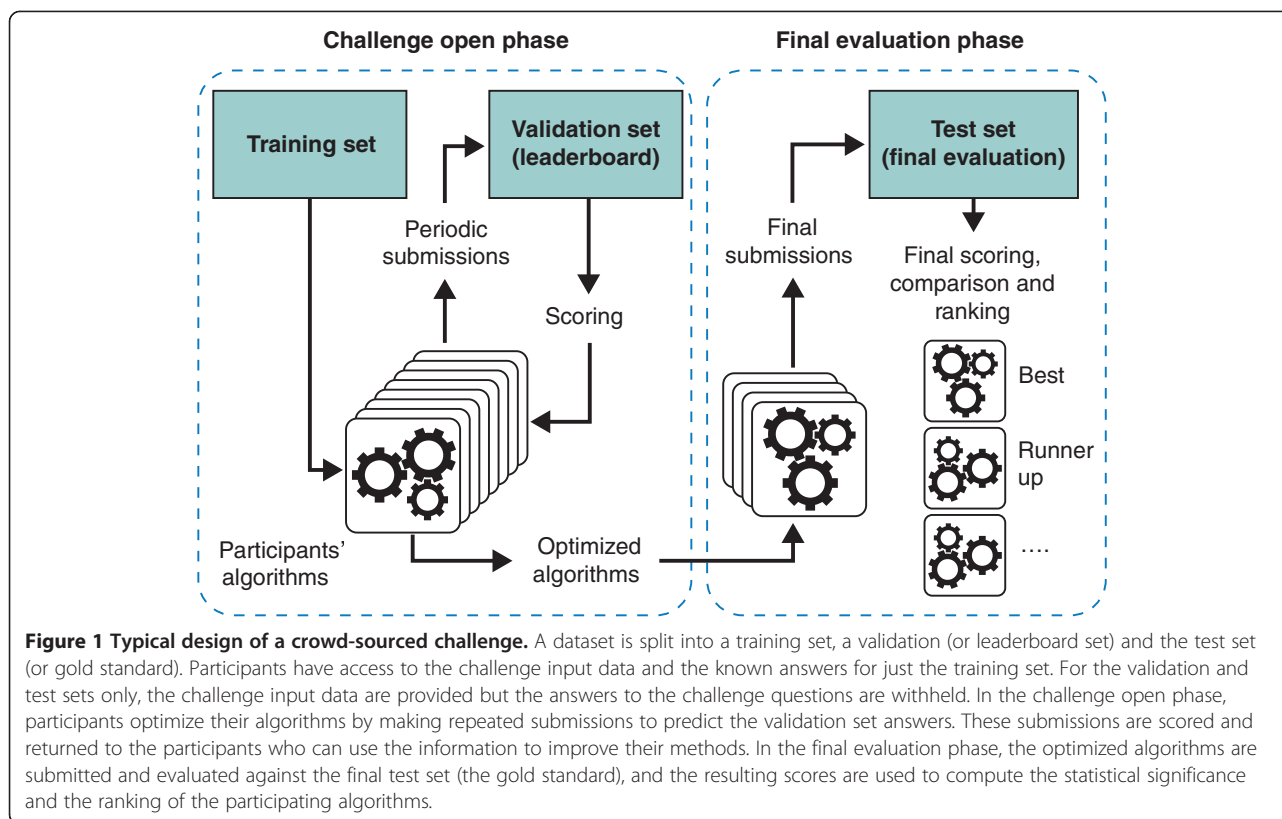 Challenge open phase
Final evaluation phase
Training set
Validation set
(leaderboard)
Periodic
submissions
Scoring
Participants’
algorithms
Optimized
algorithms
Test set
(final evaluation)
Final
submissions
Final scoring,
comparison and
ranking
Best
Runner
up
....
Figure 1 Typical design of a crowd-sourced challenge. A dataset is split into a training set, a validation (or leaderboard set) and the test set
(or gold standard). Participants have access to the challenge input data and the known answers for just the training set. For the validation and
test sets only, the challenge input data are provided but the answers to the challenge questions are withheld. In the challenge open phase,
participants optimize their algorithms by making repeated submissions to predict the validation set answers. These submissions are scored and
returned to the participants who can use the information to improve their methods. In the final evaluation phase, the optimized algorithms are
submitted and evaluated against the final test set (the gold standard), and the resulting scores are used to compute the statistical significance
and the ranking of the participating algorithms.